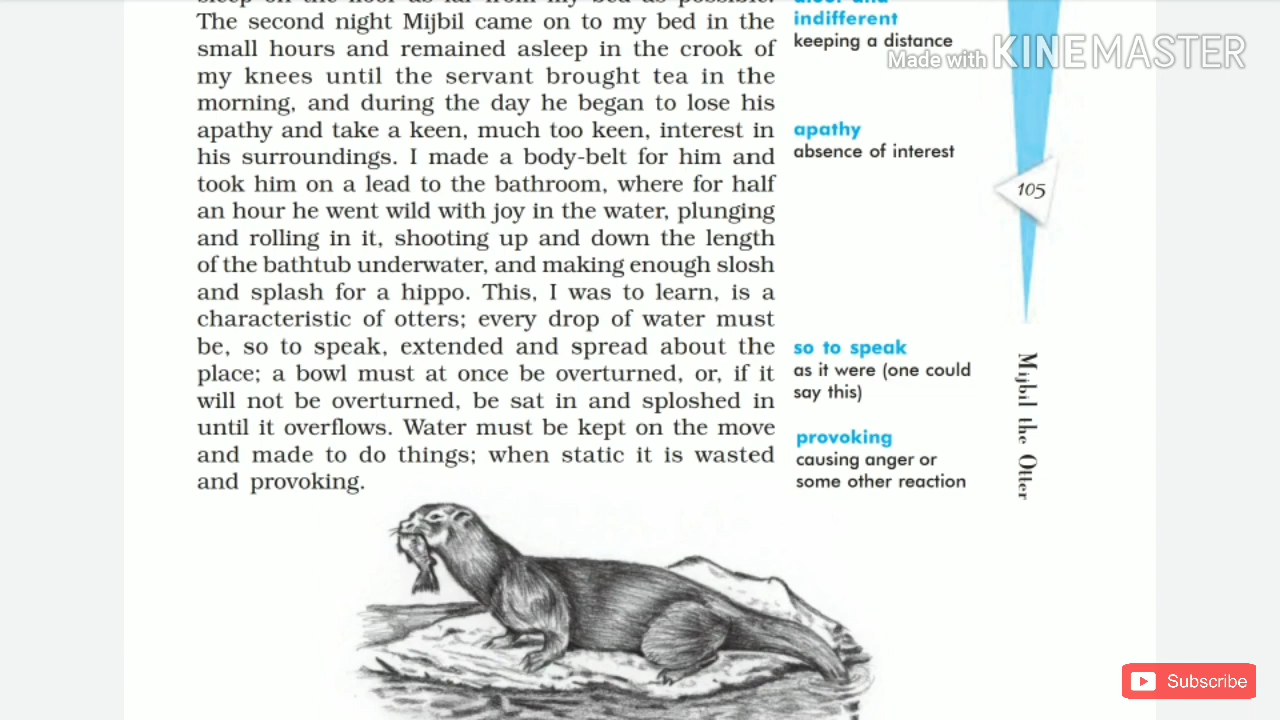 The second night Mijbil came on to my bed in the
small hours and remained asleep in the crook of
my knees until the servant brought tea in the
morning, and during the day he began to lose his
apathy and take a keen, much too keen, interest in
his surroundings. I made a body-belt for him and
took him on a lead to the bathroom, where for half
an hour he went wild with joy in the water, plunging
and rolling in it, shooting up and down the length
of the bathtub underwater, and making enough slosh
and splash for a hippo. This, I was to learn, is a
characteristic of otters; every drop of water must
be, so to speak, extended and spread about the
place; a bowl must at once be overturned, or, if it
will not be overturned, be sat in and sploshed in
until it overflows. Water must be kept on the move
and made to do things; when static it is wasted
and provoking.
indifferent
keeping a distance
apathy
absence of interest
so to speak
as it were (one could
say this)
provoking
causing anger or
some other reaction
105
Mijbil the Otter
Made with KINEMASTER
Subscribe